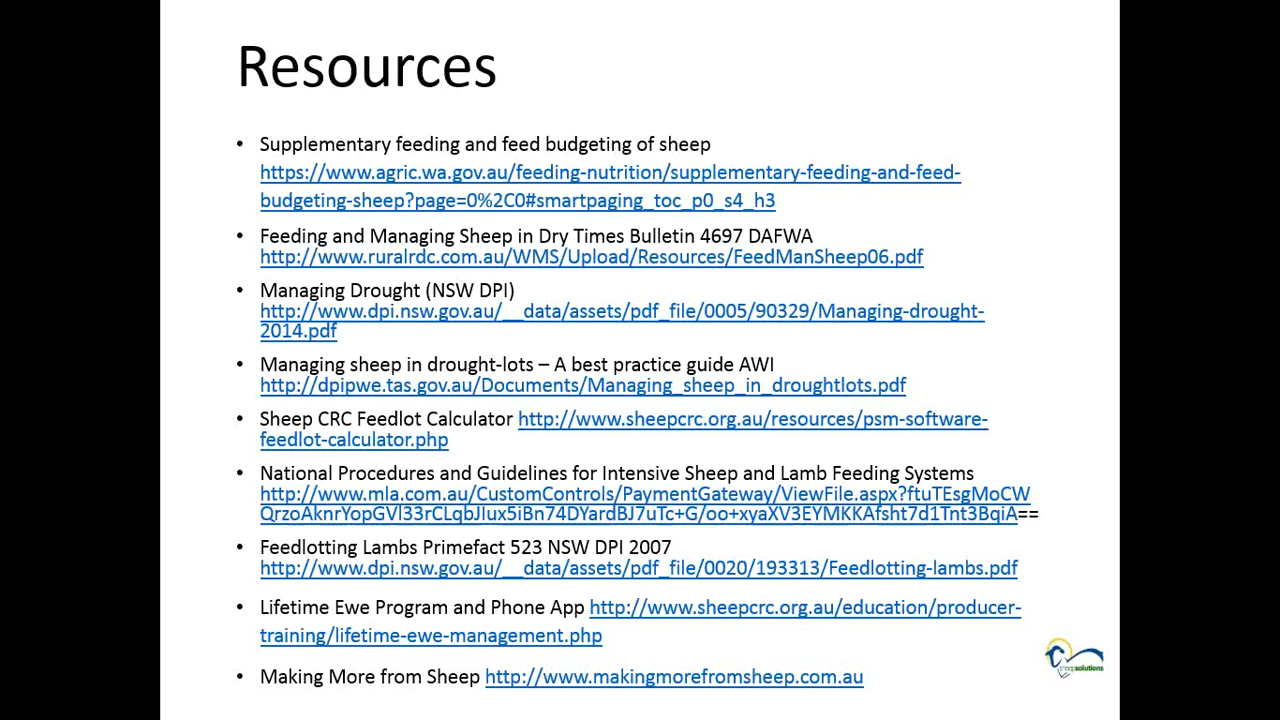 Resources
• Supplementary feeding and feed budgeting of sheep
https://www.agric.wa.gov.au/feeding-nutrition/supplementary-feeding-and-feed-
budgeting-sheep?page=0%2C0#smartpaging_toc_p0_s4_h3
• Feeding and Managing Sheep in Dry Times Bulletin 4697 DAFWA
http://www.ruralrdc.com.au/WMS/Upload/Resources/FeedManSheep06.pdf
• Managing Drought (NSW DPI)
http://www.dpi.nsw.gov.au/__data/assets/pdf_file/0005/90329/Managing-drought-
2014.pdf
• Managing sheep in drought-lots – A best practice guide AWI
http://dpipwe.tas.gov.au/Documents/Managing_sheep_in_droughtlots.pdf
• Sheep CRC Feedlot Calculator http://www.sheepcrc.org.au/resources/psm-software-
feedlot-calculator.php
• National Procedures and Guidelines for Intensive Sheep and Lamb Feeding Systems
http://www.mla.com.au/CustomControls/PaymentGateway/ViewFile.aspx?ftuTEsgMoCW
QrzoAknrYopGVl33rCLqbJIux5iBn74DYardBJ7uTc+G/oo+xyaXV3EYMKKAfsht7d1Tnt3BqiA==
• Feedlotting Lambs Primefact 523 NSW DPI 2007
http://www.dpi.nsw.gov.au/__data/assets/pdf_file/0020/193313/Feedlotting-lambs.pdf
• Lifetime Ewe Program and Phone App http://www.sheepcrc.org.au/education/producer-
training/lifetime-ewe-management.php
• Making More from Sheep http://www.makingmorefromsheep.com.au